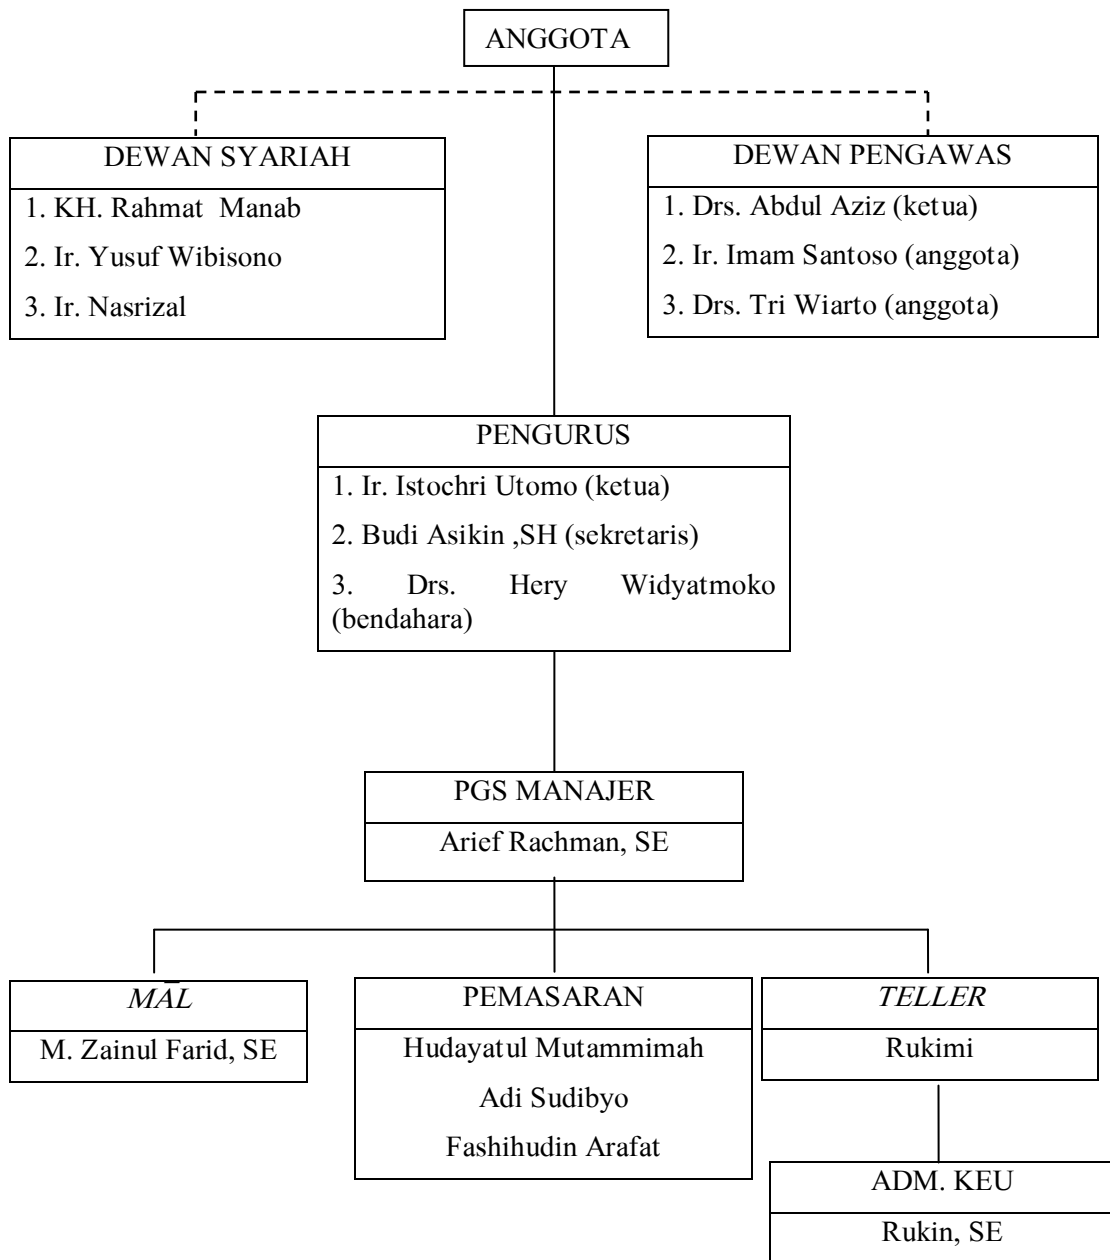 ANGGOTA
DEWAN SYARIAH
1. KH. Rahmat Manab
2. Ir. Yusuf Wibisono
3. Ir. Nasrizal
DEWAN PENGAWAS
1. Drs. Abdul Aziz (ketua)
2. Ir. Imam Santoso (anggota)
3. Drs. Tri Wiarto (anggota)
PENGURUS
1. Ir. Istochri Utomo (ketua)
2. Budi Asikin ,SH (sekretaris)
3. Drs. Hery Widyatmoko
(bendahara)
PGS MANAJER
Arief Rachman, SE
MĀL
M. Zainul Farid, SE
PEMASARAN
Hudayatul Mutammimah
Adi Sudibyo
Fashihudin Arafat
TELLER
Rukimi
ADM. KEU
Rukin, SE